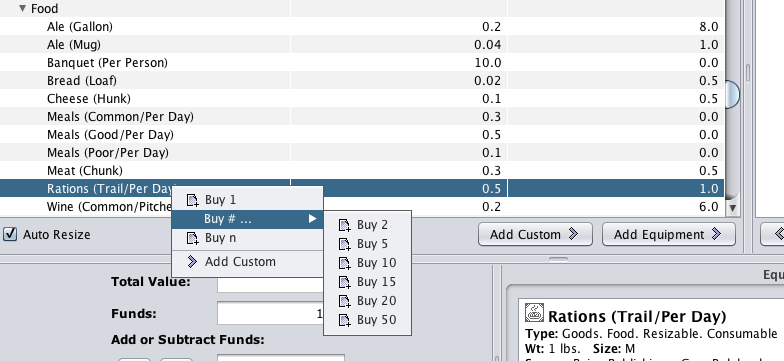 Food
Ale (Gallon) 0.2 8.0
Ale (Mug) 0.04 1.0
Banquet (Per Person) 10.0 0.0
Bread (Loaf) 0.02 0.5
Cheese (Hunk) 0.1 0.5
Meals (Common/Per Day) 0.3 0.0
Meals (Good/Per Day) 0.5 0.0
Meals (Poor/Per Day) 0.1 0.0
Meat (Chunk) 0.3 0.5
Rations (Trail/Per Day 0.5 1.0
Wine (Common/Pitche 0.2 6.0
Buy 1
Buy # ...
Buy n
Add Custom
Buy 2
Buy 5
Buy 10
Buy 15
Buy 20
Buy 50
Auto Resize
Add Custom
Add Equipment
Total Value:
Funds: 1
Add or Subtract Funds:
Equ
Rations (Trail/Per Day)
Type: Goods. Food. Resizable. Consumable
Wt: 1 lbs. Size: M